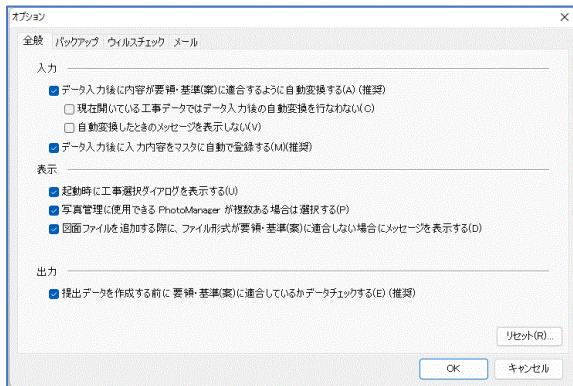 オプション
全般 バックアップ ウィルスチェック メール
入力
データ入力後に内容が要領・基準(案)に適合するように自動変換する(A) (推奨)
現在開いている工事データではデータ入力後の自動変換を行なわない(C)
自動変換したときのメッセージを表示しない(V)
データ入力後に入力内容をマスタに自動で登録する(M)(推奨)
表示
起動時に工事選択ダイアログを表示する(U)
写真管理に使用できる PhotoManager が複数ある場合は選択する(P)
図面ファイルを追加する際に、ファイル形式が要領・基準(案)に適合しない場合にメッセージを表示する(D)
出力
提出データを作成する前に要領・基準(案)に適合しているかデータチェックする(E) (推奨)
リセット(R)...
OK キャンセル